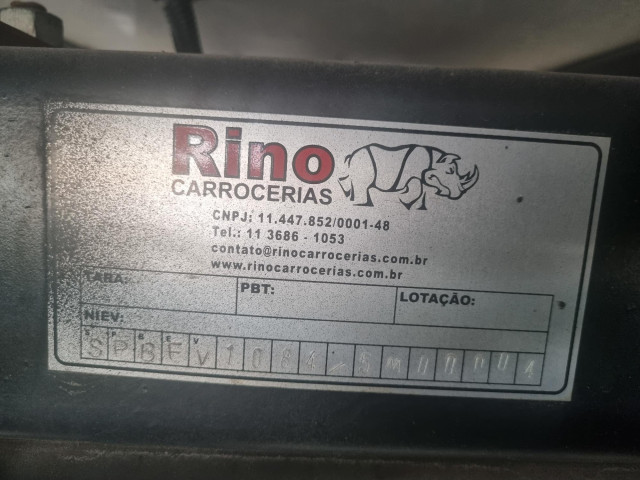 Rino
CARROCERIAS
CNPJ: 11.447.852/0001-48
Tel.: 11 3686 - 1053
contato@rinocarrocerias.com.br
www.rinocarrocerias.com.br
TARA:
PBT:
LOTAÇÃO:
NIEV: